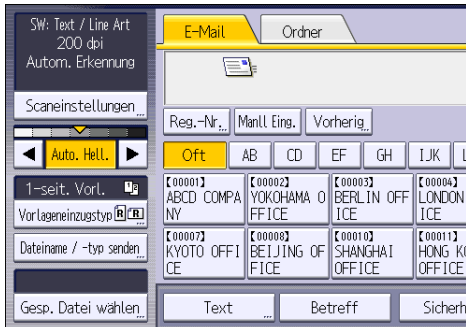 SW: Text / Line Art
200 dpi
Autom. Erkennung
Scaneinstellungen
Auto. Hell.
1-seit. Vorl.
Vorlageneinzugstyp
Dateiname / -typ senden
Gesp. Datei wählen
E-Mail
Ordner
Reg.-Nr.
Manll Eing.
Vorherig.
Oft
AB
CD
EF
GH
IJK
[00001]
ABCD COMPA
NY
[00002]
YOKOHAMA O
FFICE
[00003]
BERLIN OFF
ICE
[00004]
LONDON
ICE
[00007]
KYOTO OFFI
CE
[00008]
BEIJING OF
FICE
[00010]
SHANGHAI
OFFICE
[00011]
HONG K
OFFICE
Text
Betreff
Sicherh